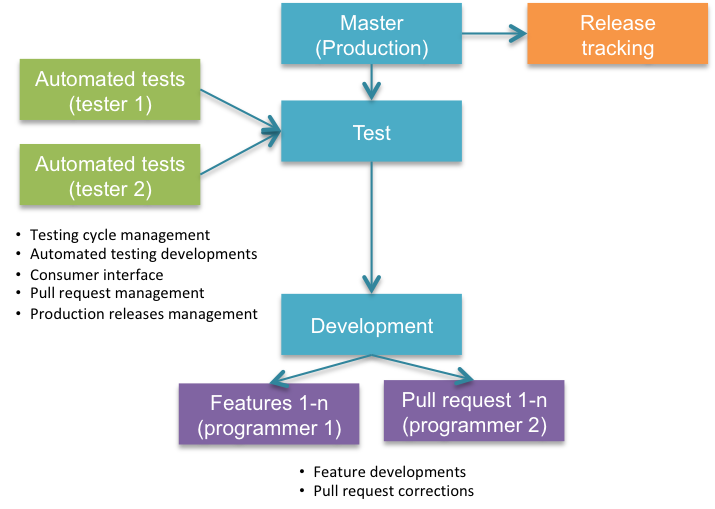 Master
(Production)
Release
tracking
Automated tests
(tester 1)
Test
Automated tests
(tester 2)
• Testing cycle management
• Automated testing developments
• Consumer interface
• Pull request management
• Production releases management
Development
Features 1-n
(programmer 1)
Pull request 1-n
(programmer 2)
• Feature developments
• Pull request corrections